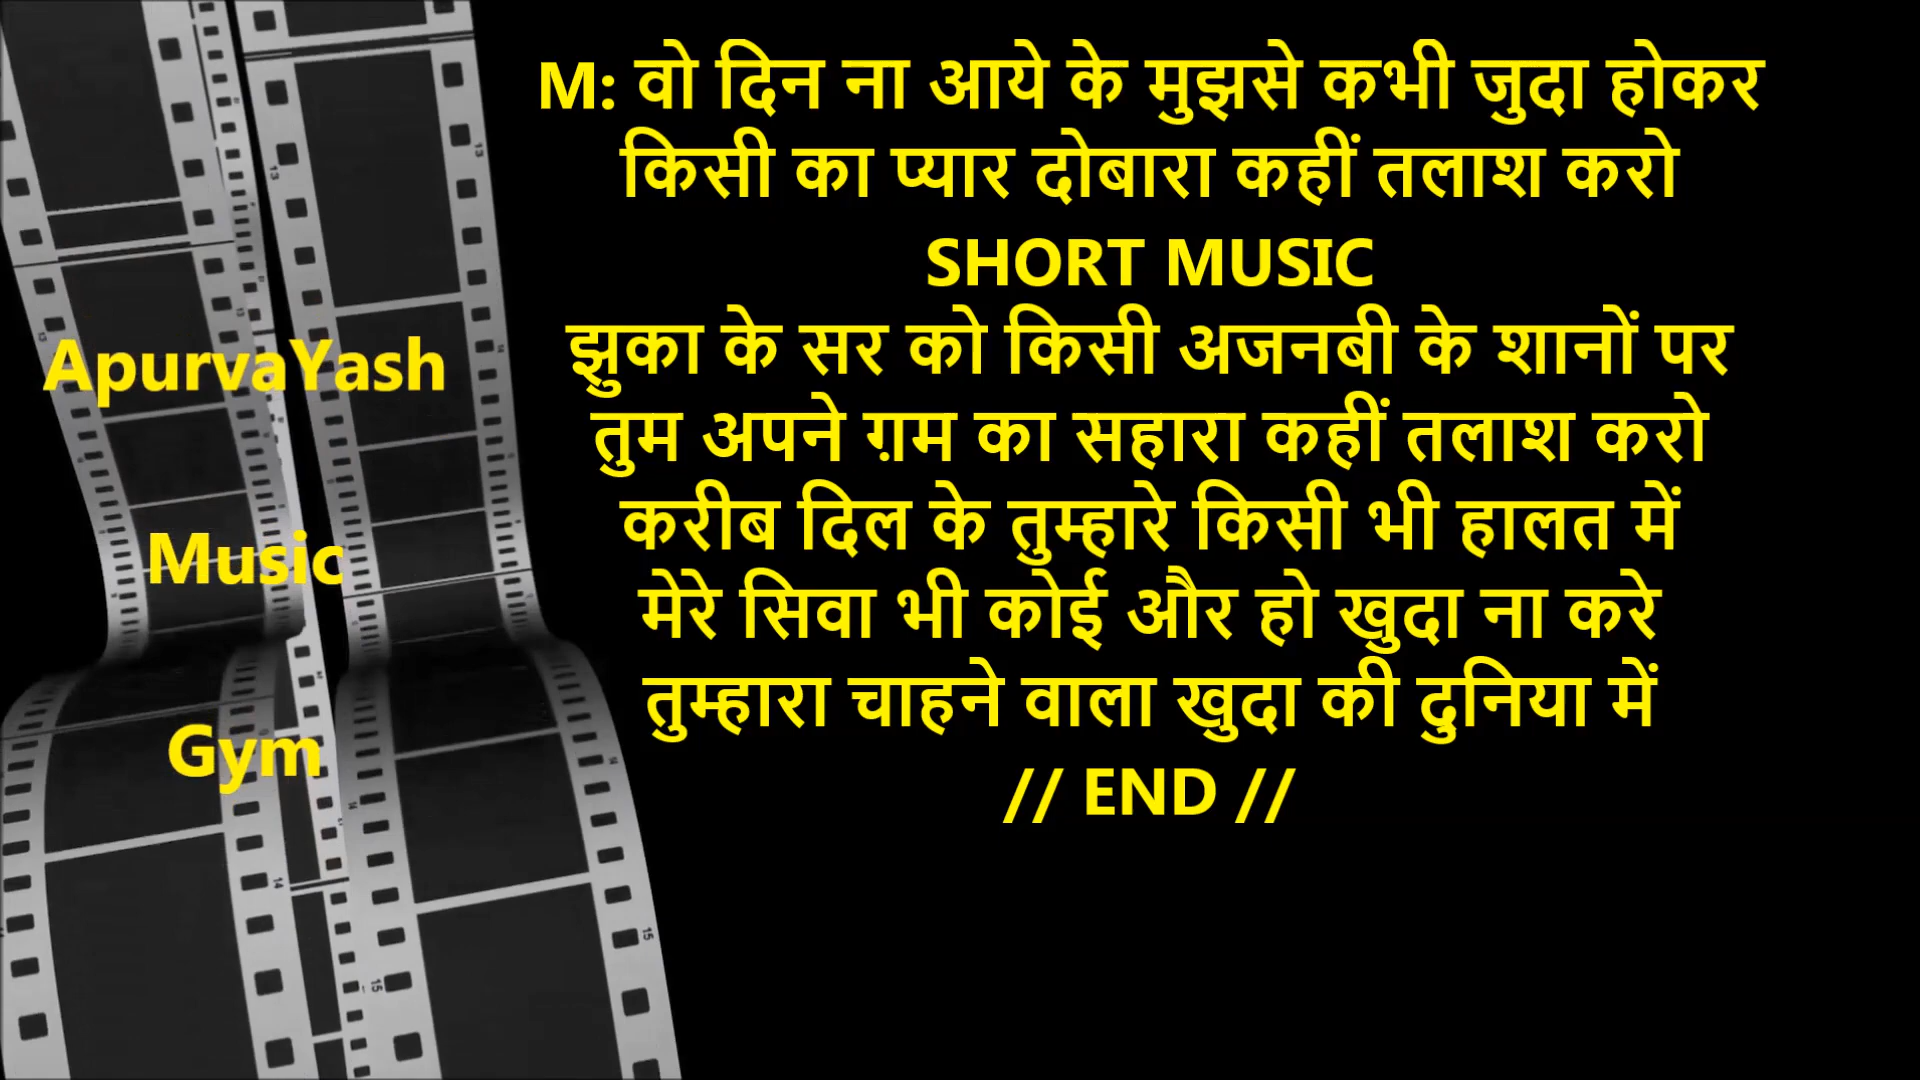 M: वो दिन ना आये के मुझसे कभी जुदा होकर
किसी का प्यार दोबारा कहीं तलाश करो
SHORT MUSIC
झुका के सर को किसी अजनबी के शानों पर
तुम अपने ग़म का सहारा कहीं तलाश करो
करीब दिल के तुम्हारे किसी भी हालत में
मेरे सिवा भी कोई और हो खुदा ना करे
तुम्हारा चाहने वाला खुदा की दुनिया में
// END //
ApurvaYash
Music
Gym